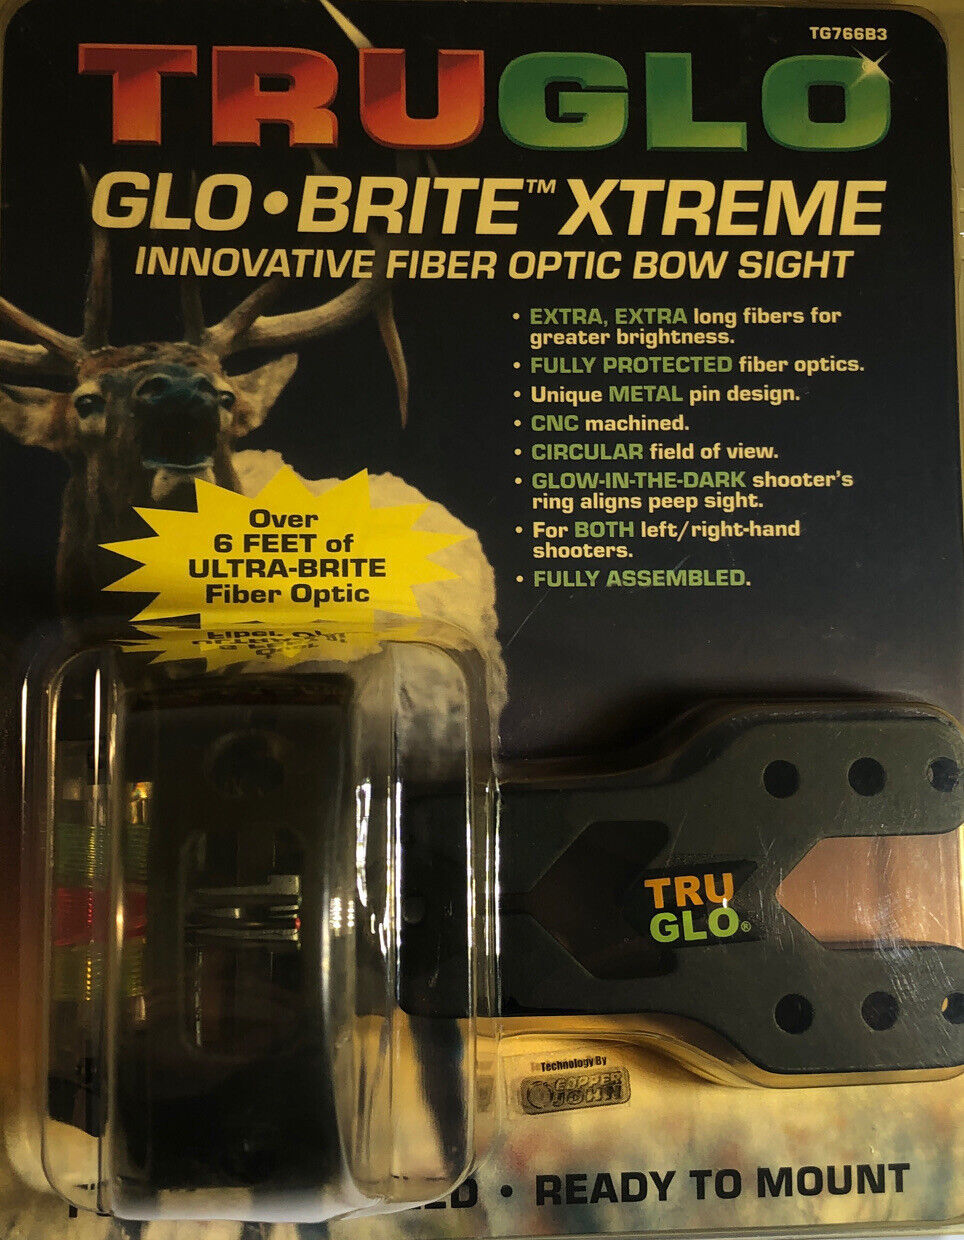 TG766B3
TRUGLO
GLO•BRITE™ XTREME
INNOVATIVE FIBER OPTIC BOW SIGHT
• EXTRA, EXTRA long fibers for
greater brightness.
• FULLY PROTECTED fiber optics.
• Unique METAL pin design.
• CNC machined.
• CIRCULAR field of view.
• GLOW-IN-THE-DARK shooter's
ring aligns peep sight.
• For BOTH left/right-hand
shooters.
• FULLY ASSEMBLED.
Over
6 FEET of
ULTRA-BRITE
Fiber Optic
TRU
GLO®
Technology By
COPPER
JOHN
• READY TO MOUNT